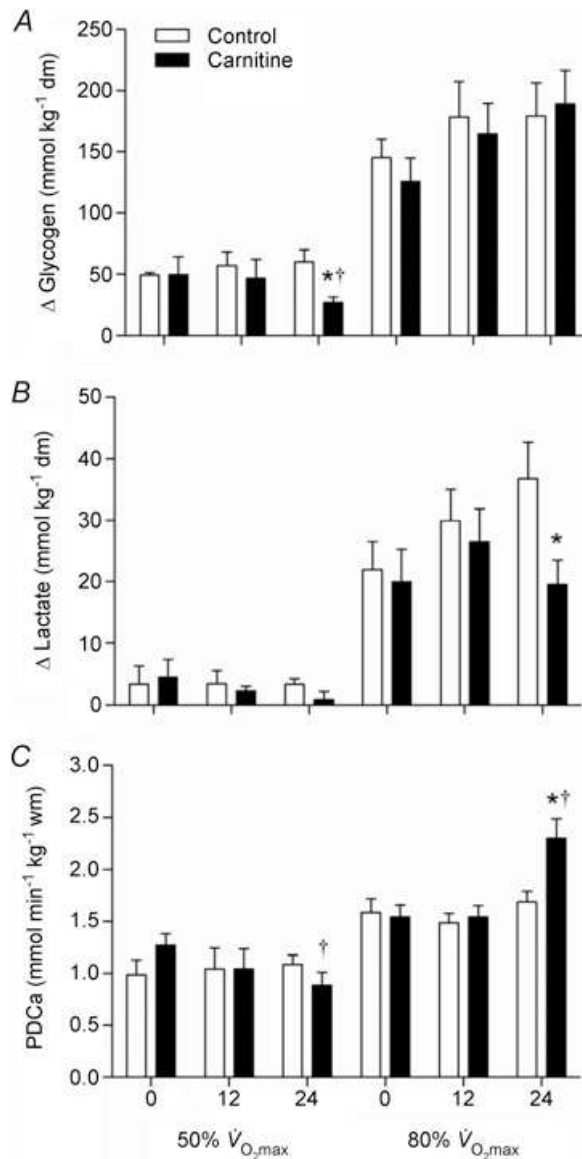 A
Control
Carnitine
Δ Glycogen (mmol kg⁻¹ dm)
250
200
150
100
50
0
*†
B
Δ Lactate (mmol kg⁻¹ dm)
50
40
30
20
10
0
*
C
PDCa (mmol min⁻¹ kg⁻¹ wm)
3.0
2.5
2.0
1.5
1.0
0.5
0.0
†
*†
0 12 24 0 12 24
50% V̇O₂max 80% V̇O₂max